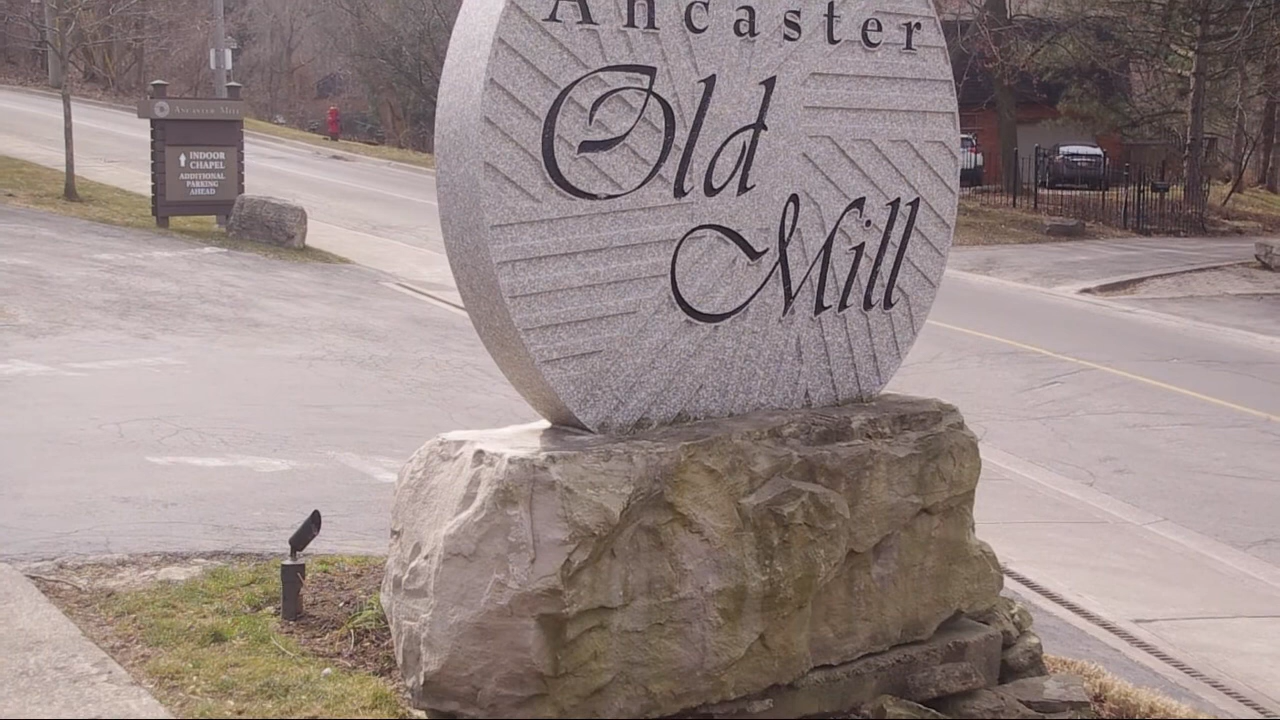 Ancaster
Old
Mill
ANCASTER MILL
INDOOR
CHAPEL
ADDITIONAL
PARKING
AHEAD